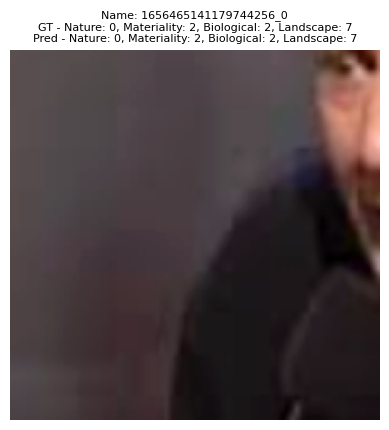 Name: 1656465141179744256_0
GT - Nature: 0, Materiality: 2, Biological: 2, Landscape: 7
Pred - Nature: 0, Materiality: 2, Biological: 2, Landscape: 7